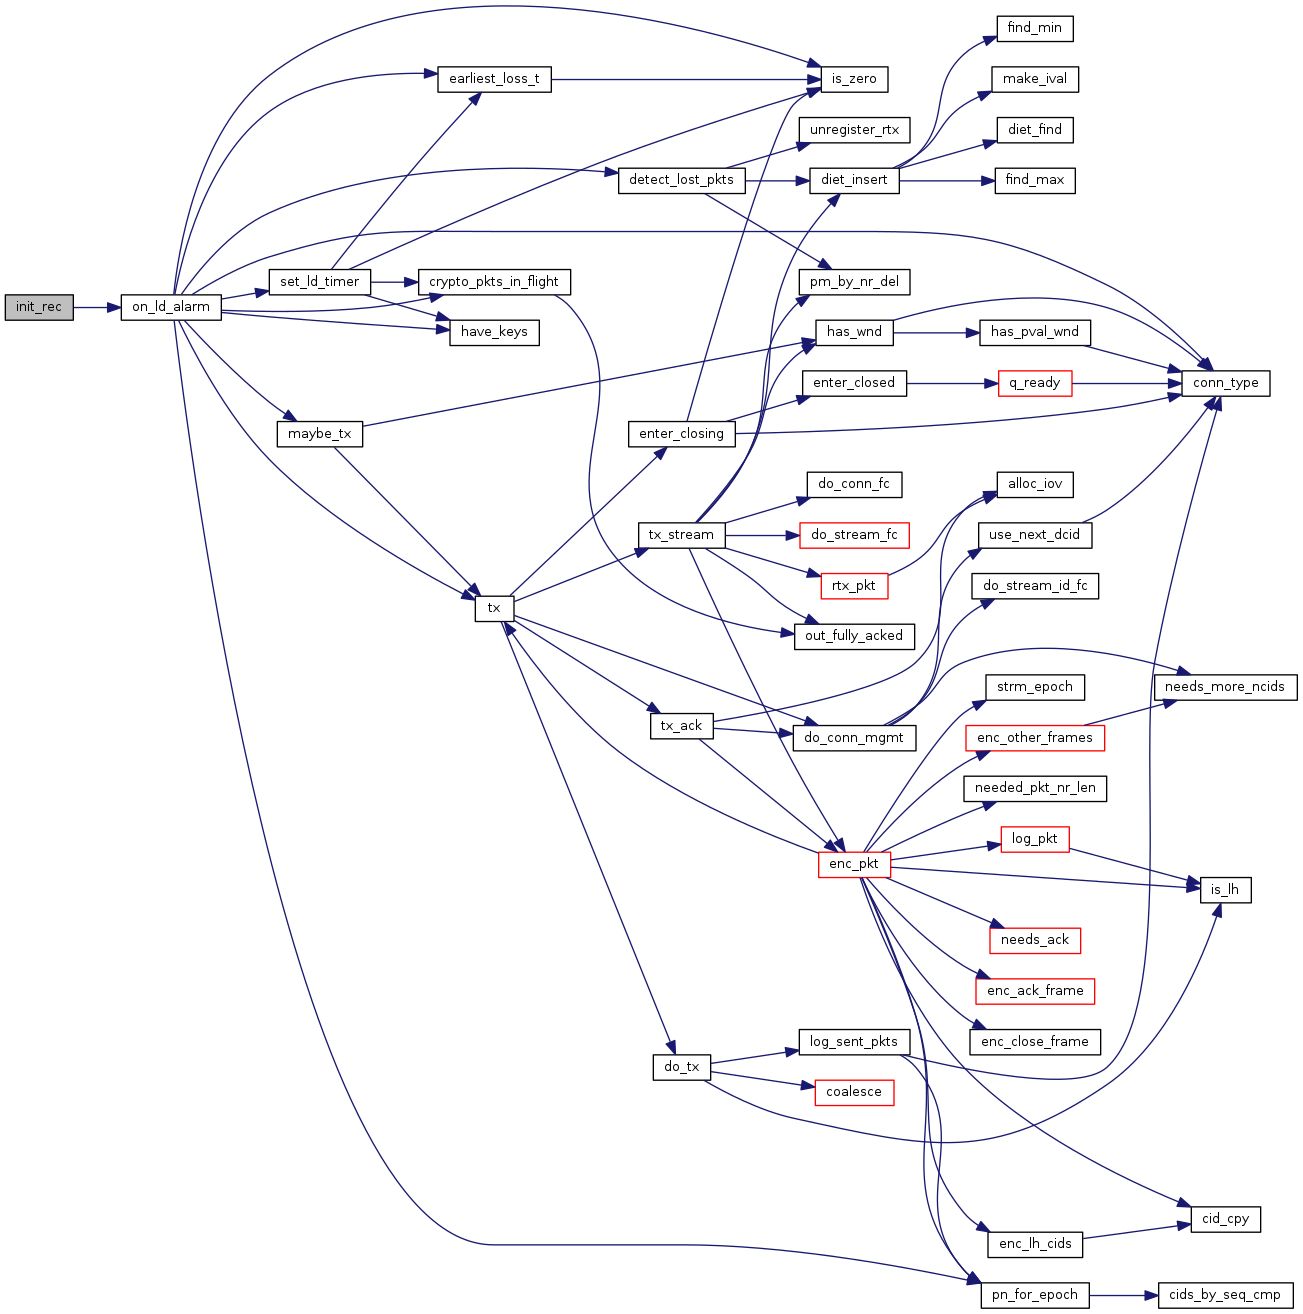 find_min
is_zero
earliest_loss_t
make_ival
unregister_rtx
diet_find
detect_lost_pkts
diet_insert
find_max
set_ld_timer
crypto_pkts_in_flight
pm_by_nr_del
init_rec
on_ld_alarm
have_keys
has_wnd
has_pval_wnd
enter_closed
q_ready
conn_type
maybe_tx
enter_closing
do_conn_fc
alloc_iov
tx_stream
do_stream_fc
use_next_dcid
rtx_pkt
do_stream_id_fc
tx
out_fully_acked
strm_epoch
needs_more_ncids
tx_ack
do_conn_mgmt
enc_other_frames
needed_pkt_nr_len
log_pkt
enc_pkt
is_lh
needs_ack
enc_ack_frame
log_sent_pkts
enc_close_frame
do_tx
coalesce
cid_cpy
enc_lh_cids
pn_for_epoch
cids_by_seq_cmp